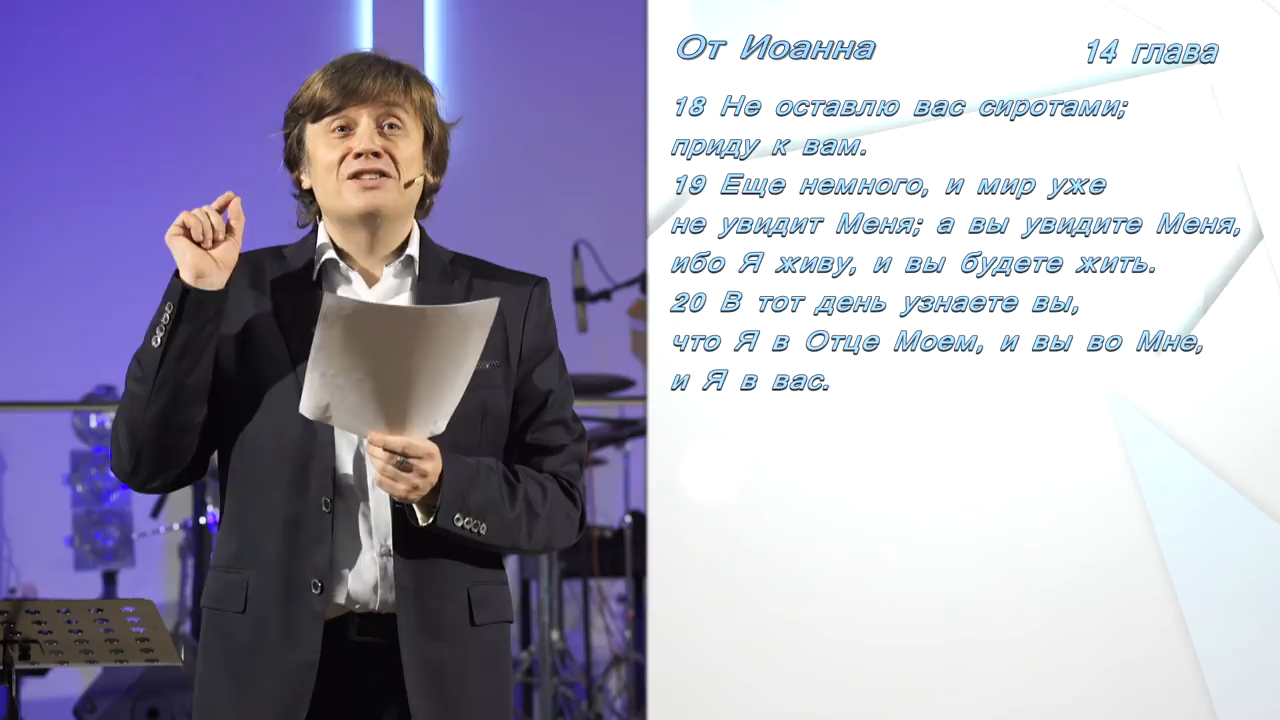 От Иоанна 14 глава
18 Не оставлю вас сиротами;
приду к вам.
19 Еще немного, и мир уже
не увидит Меня; а вы увидите Меня,
ибо Я живу, и вы будете жить.
20 В тот день узнаете вы,
что Я в Отце Моем, и вы во Мне,
и Я в вас.